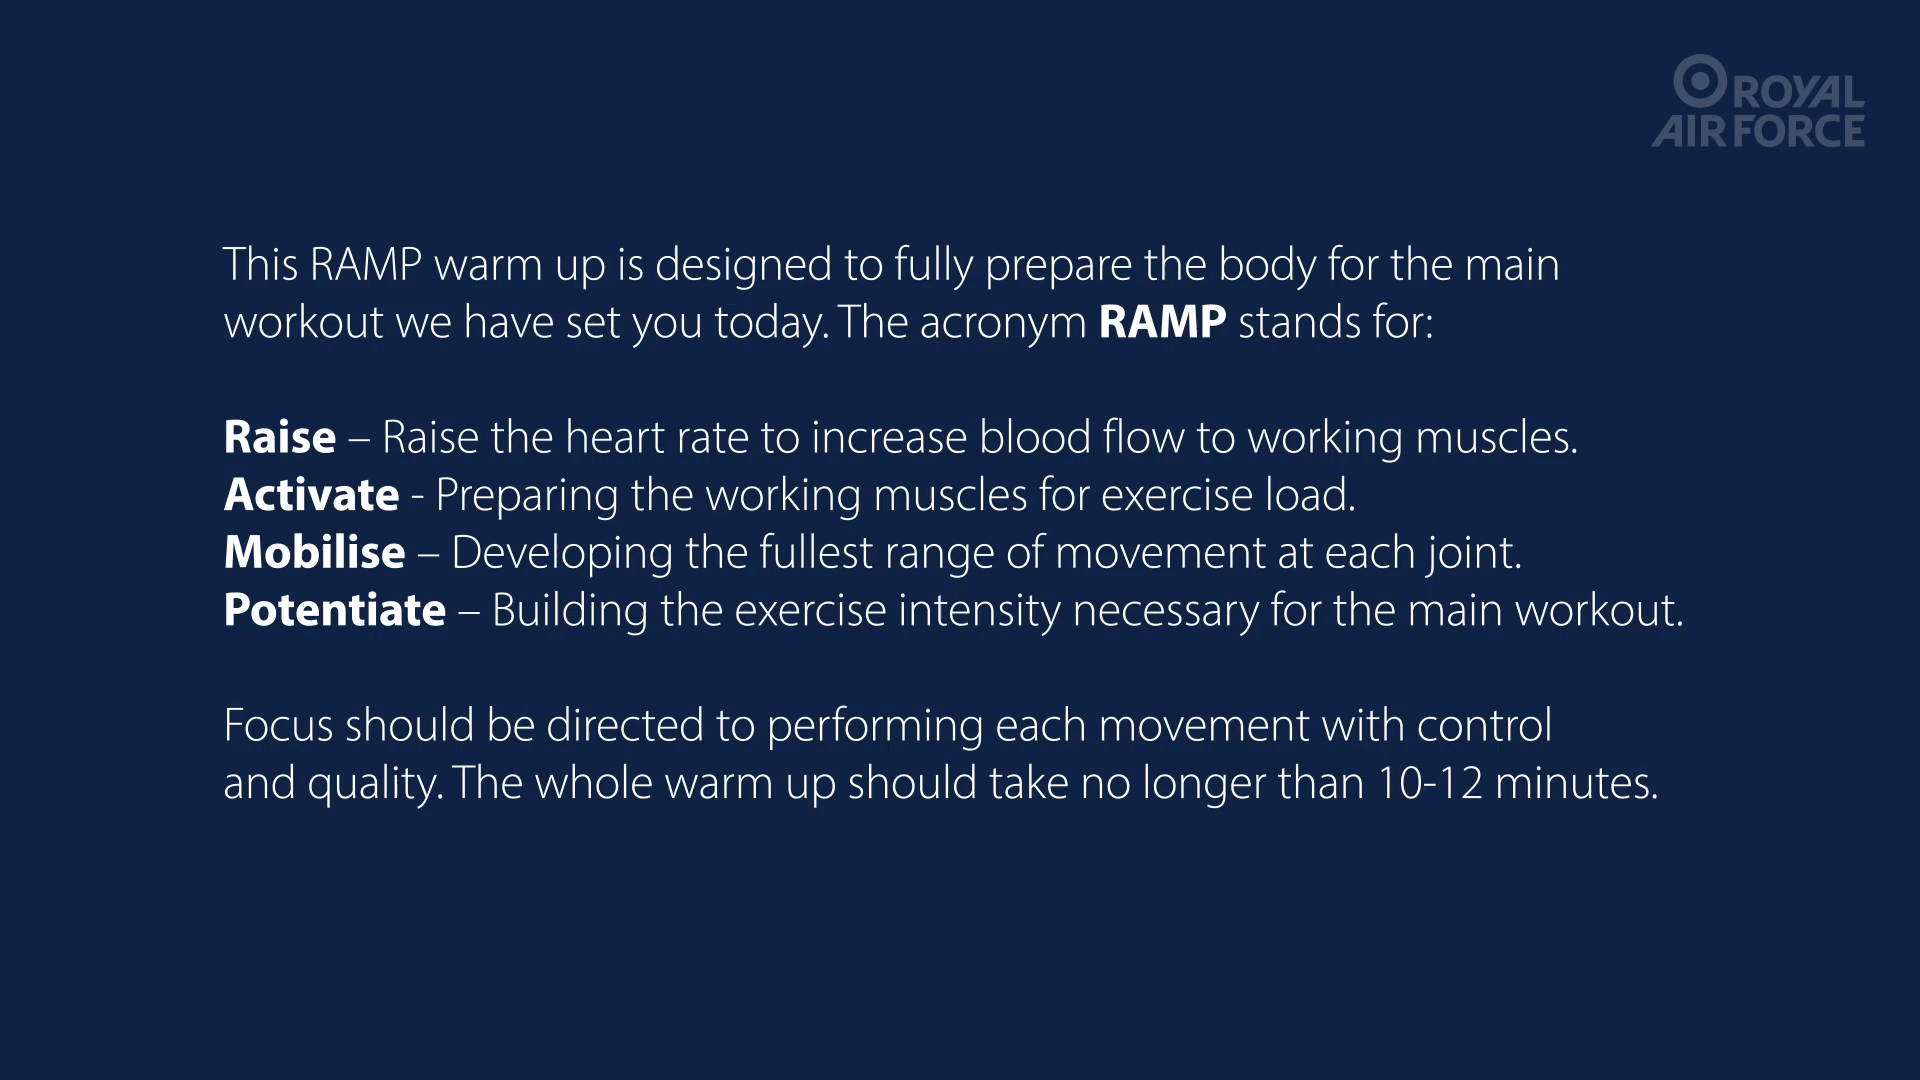 ROYAL
AIR FORCE
This RAMP warm up is designed to fully prepare the body for the main
workout we have set you today. The acronym RAMP stands for:
Raise – Raise the heart rate to increase blood flow to working muscles.
Activate - Preparing the working muscles for exercise load.
Mobilise – Developing the fullest range of movement at each joint.
Potentiate – Building the exercise intensity necessary for the main workout.
Focus should be directed to performing each movement with control
and quality. The whole warm up should take no longer than 10-12 minutes.